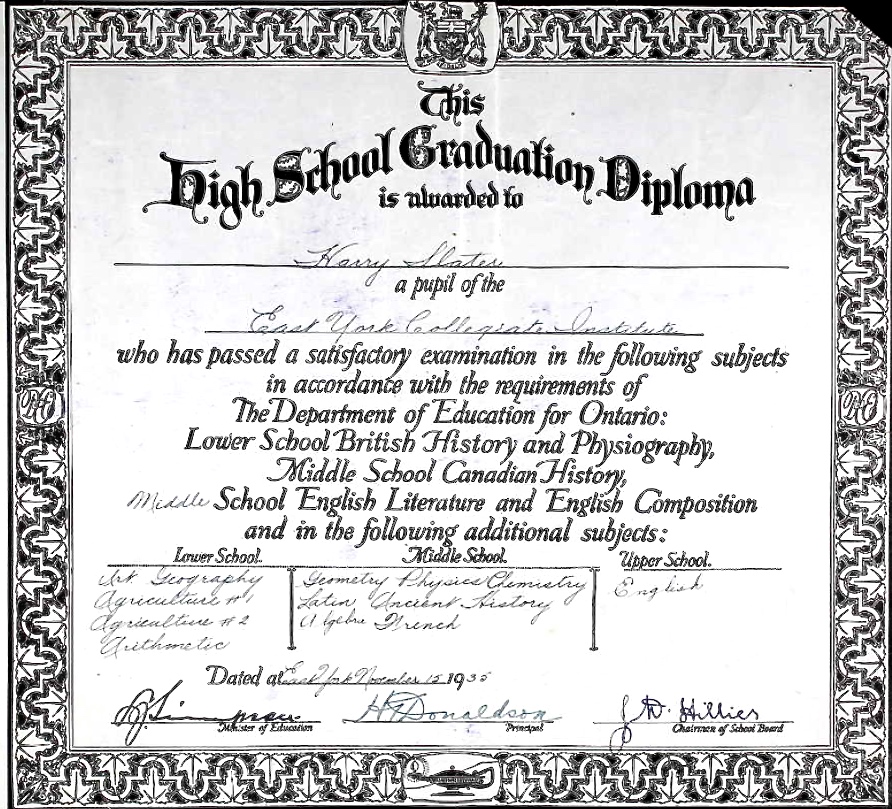 This
High School Graduation Diploma
is awarded to
Harry Slater
a pupil of the
East York Collegiate Institute
who has passed a satisfactory examination in the following subjects
in accordance with the requirements of
The Department of Education for Ontario:
Lower School British History and Physiography,
Middle School Canadian History,
Middle School English Literature and English Composition
and in the following additional subjects:
Lower School. Middle School. Upper School.
Art Geography Geometry Physics Chemistry English
Agriculture #1 Latin Ancient History
Agriculture #2 Algebra French
Arithmetic
Dated at East York November 15 1935
Simpson H Donaldson J. D. Hillies
Minister of Education Principal Chairman of School Board